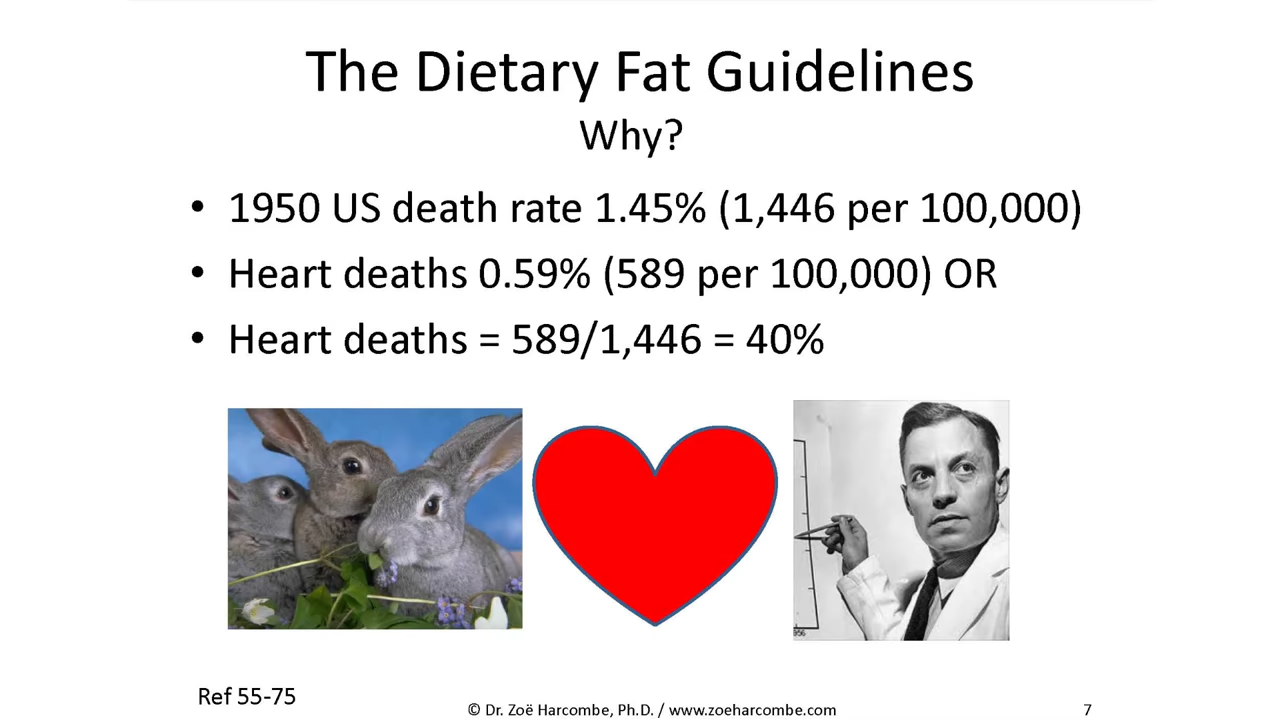 The Dietary Fat Guidelines
Why?
• 1950 US death rate 1.45% (1,446 per 100,000)
• Heart deaths 0.59% (589 per 100,000) OR
• Heart deaths = 589/1,446 = 40%
Ref 55-75
© Dr. Zoë Harcombe, Ph.D. / www.zoeharcombe.com
7